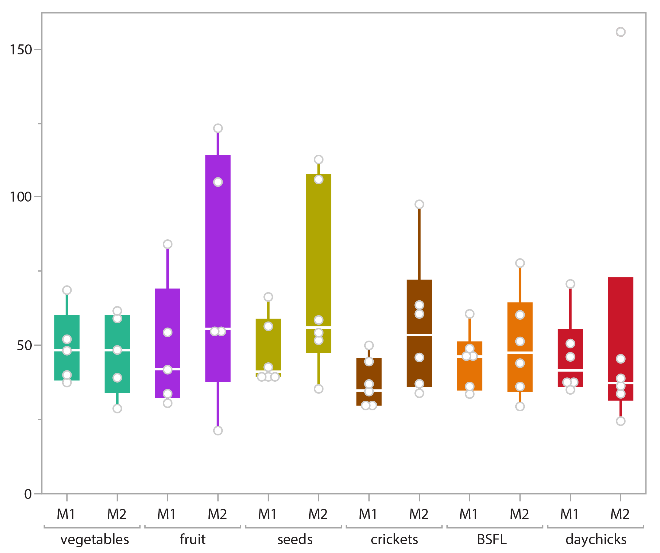 150
100
50
0
M1 M2 M1 M2 M1 M2 M1 M2 M1 M2 M1 M2
vegetables fruit seeds crickets BSFL daychicks